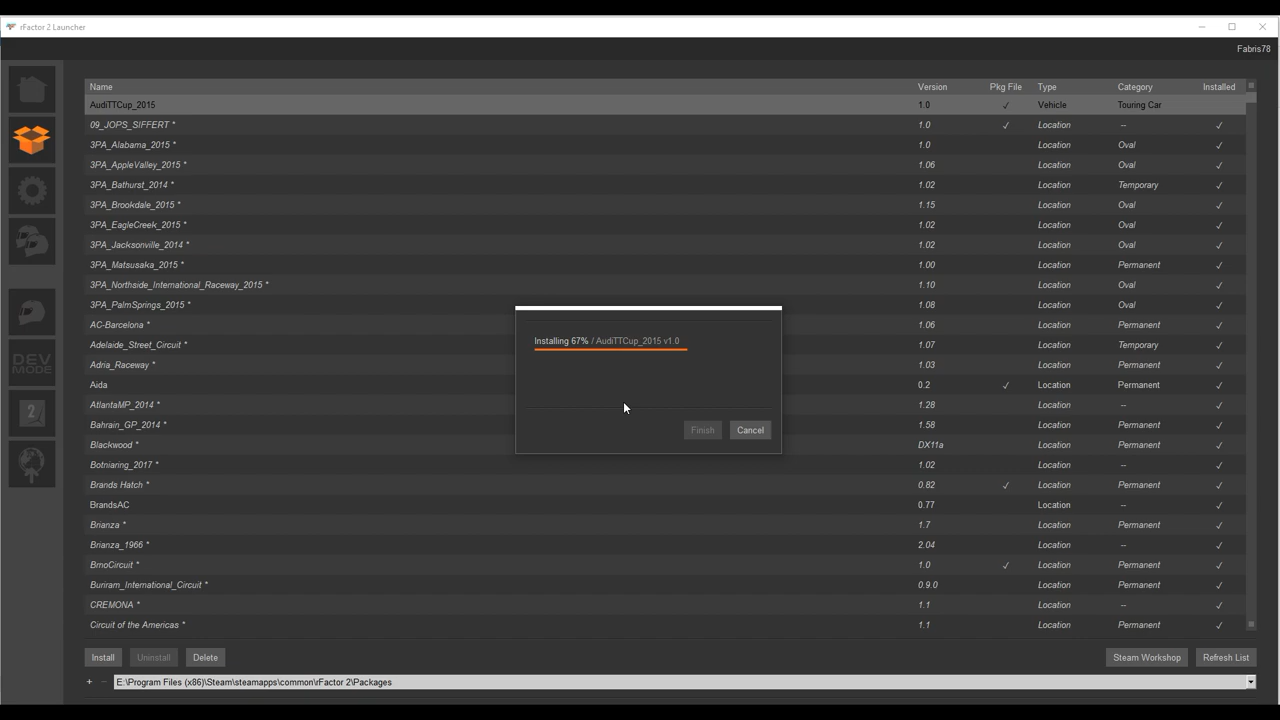 rFactor 2 Launcher
Fabris78
Name Version Pkg File Type Category Installed
AudiTTCup_2015 1.0 ✓ Vehicle Touring Car
09_JOPS_SIFFERT * 1.0 ✓ Location -- ✓
3PA_Alabama_2015 * 1.0 Location Oval ✓
3PA_AppleValley_2015 * 1.06 Location Oval ✓
3PA_Bathurst_2014 * 1.02 Location Temporary ✓
3PA_Brookdale_2015 * 1.15 Location Oval ✓
3PA_EagleCreek_2015 * 1.02 Location Oval ✓
3PA_Jacksonville_2014 * 1.02 Location Oval ✓
3PA_Matsusaka_2015 * 1.00 Location Permanent ✓
3PA_Northside_International_Raceway_2015 * 1.10 Location Oval ✓
3PA_PalmSprings_2015 * 1.08 Location Oval ✓
AC-Barcelona * 1.06 Location Permanent ✓
Adelaide_Street_Circuit * 1.07 Location Temporary ✓
Adria_Raceway * 1.03 Location Permanent ✓
Aida 0.2 ✓ Location Permanent ✓
AtlantaMP_2014 * 1.28 Location -- ✓
Bahrain_GP_2014 * 1.58 Location Permanent ✓
Blackwood * DX11a Location Permanent ✓
Botniaring_2017 * 1.02 Location -- ✓
Brands Hatch * 0.82 ✓ Location Permanent ✓
BrandsAC 0.77 Location -- ✓
Brianza * 1.7 Location Permanent ✓
Brianza_1966 * 2.04 Location -- ✓
BrnoCircuit * 1.0 ✓ Location Permanent ✓
Buriram_International_Circuit * 0.9.0 Location Permanent ✓
CREMONA * 1.1 Location -- ✓
Circuit of the Americas * 1.1 Location Permanent ✓
Installing 67% / AudiTTCup_2015 v1.0
Finish Cancel
DEV
MODE
2
Install Uninstall Delete Steam Workshop Refresh List
+ – E:\Program Files (x86)\Steam\steamapps\common\rFactor 2\Packages